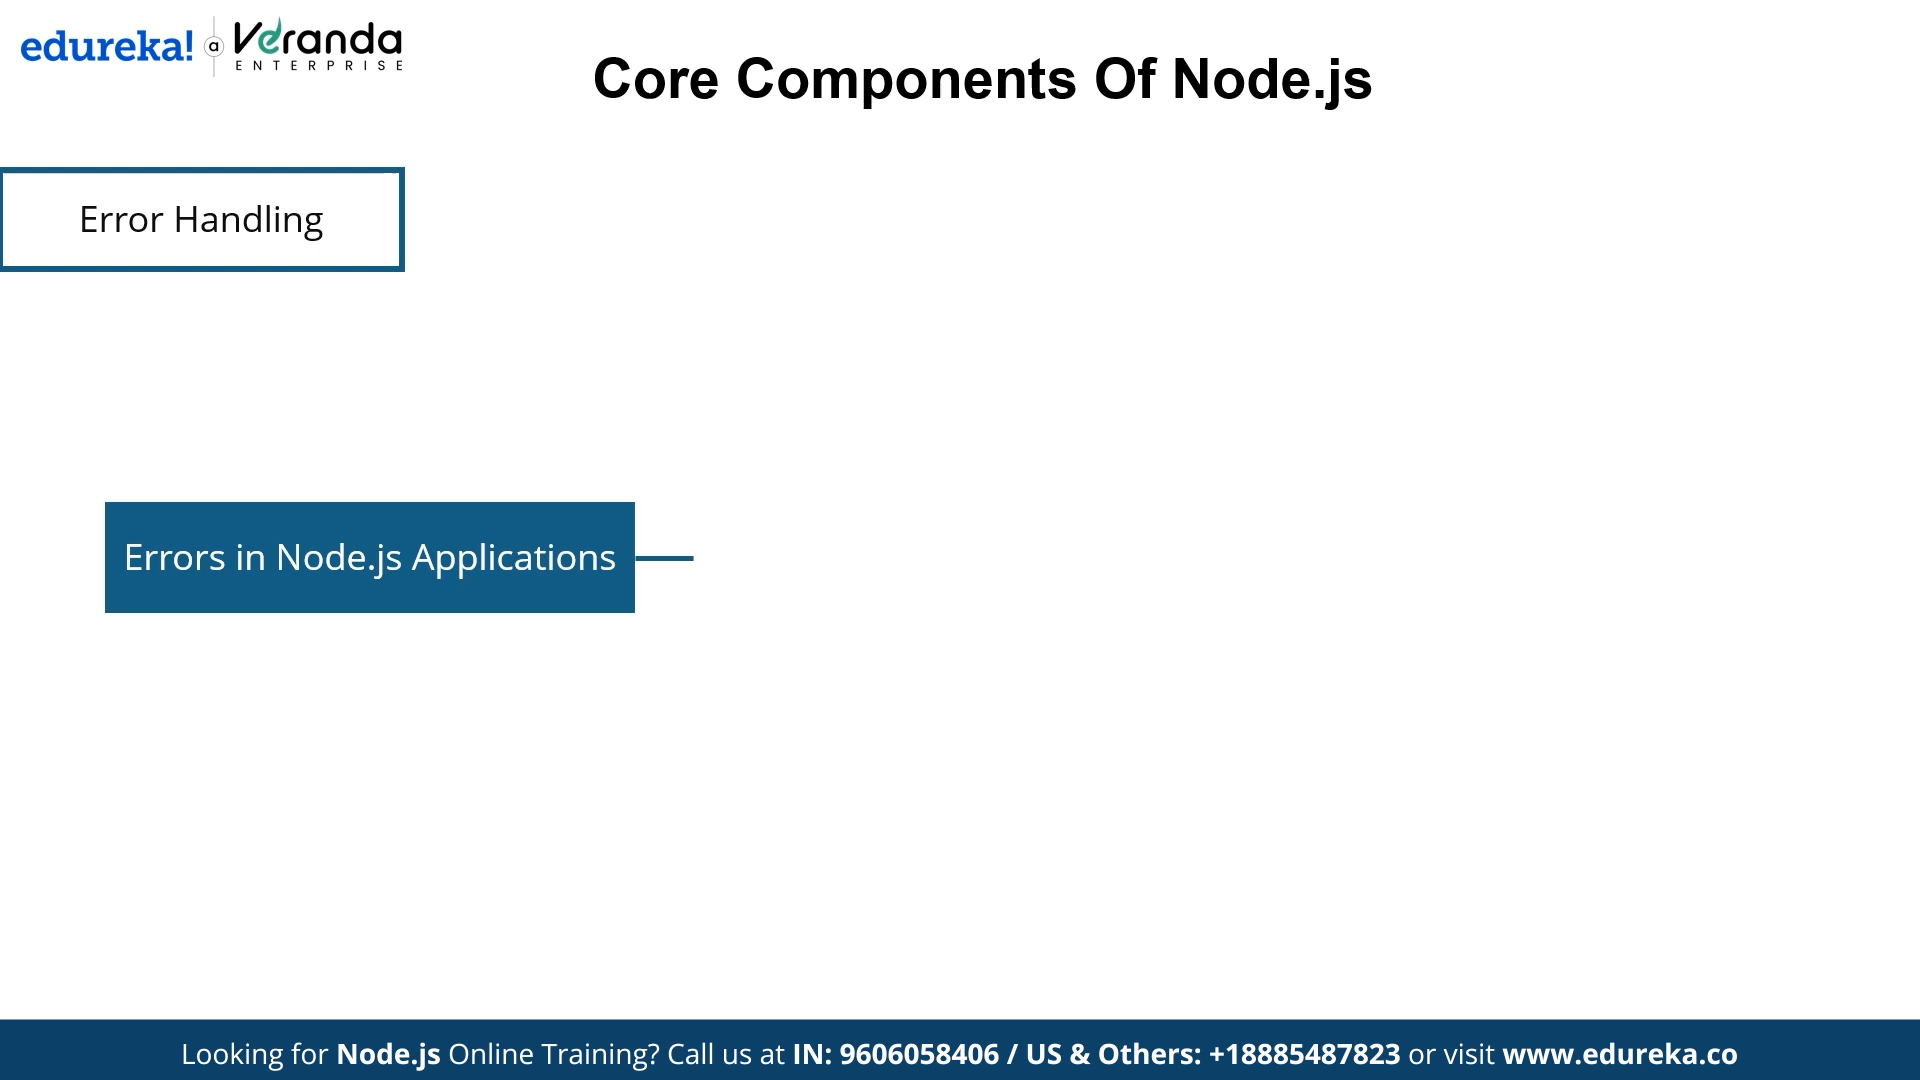 edureka! a Veranda
ENTERPRISE
Core Components Of Node.js
Error Handling
Errors in Node.js Applications
Looking for Node.js Online Training? Call us at IN: 9606058406 / US & Others: +18885487823 or visit www.edureka.co